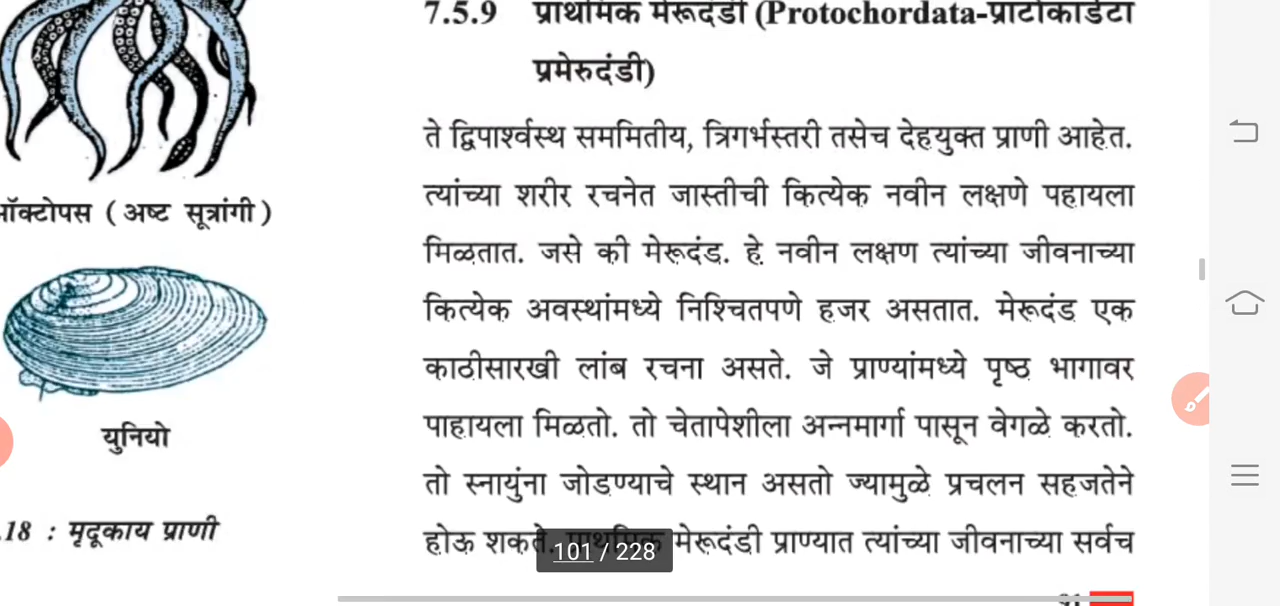 7.5.9 प्राथमिक मेरूदंडी (Protochordata-प्राटोकार्डेटा
प्रमेरुदंडी)
ते द्विपार्श्वस्थ सममितीय, त्रिगर्भस्तरी तसेच देहयुक्त प्राणी आहेत.
त्यांच्या शरीर रचनेत जास्तीची कित्येक नवीन लक्षणे पहायला
मिळतात. जसे की मेरूदंड. हे नवीन लक्षण त्यांच्या जीवनाच्या
कित्येक अवस्थांमध्ये निश्चितपणे हजर असतात. मेरूदंड एक
काठीसारखी लांब रचना असते. जे प्राण्यांमध्ये पृष्ठ भागावर
पाहायला मिळतो. तो चेतापेशीला अन्नमार्गा पासून वेगळे करतो.
तो स्नायुंना जोडण्याचे स्थान असतो ज्यामुळे प्रचलन सहजतेने
होऊ शकते. प्राथमिक मेरूदंडी प्राण्यात त्यांच्या जीवनाच्या सर्वच
ऑक्टोपस (अष्ट सूत्रांगी)
युनियो
.18 : मृदूकाय प्राणी
101 / 228